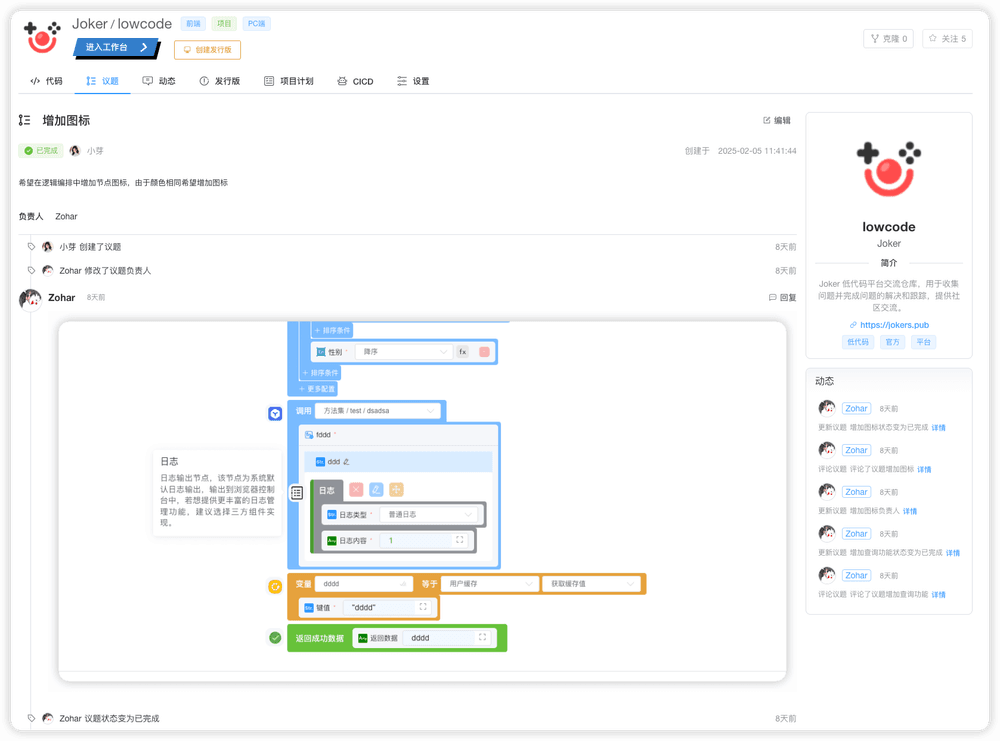 Joker / lowcode 前端 项目 PC端
进入工作台 创建发行版
克隆 0 关注 5
代码 议题 动态 发行版 项目计划 CICD 设置
增加图标 编辑
已完成 小芽 创建于 2025-02-05 11:41:44
希望在逻辑编排中增加节点图标，由于颜色相同希望增加图标
负责人 Zohar
小芽 创建了议题 8天前
Zohar 修改了议题负责人 8天前
Zohar 8天前 回复
+ 排序条件
性别 * 降序 fx
+ 排序条件
+ 更多配置
调用 方法集 / test / dsadsa
fddd *
ddd
日志
日志输出节点，该节点为系统默
认日志输出，输出到浏览器控制
台中，若想提供更丰富的日志管
理功能，建议选择三方组件实
现。
日志
日志类型 * 普通日志
日志内容 * 1
变量 dddd 等于 用户缓存 获取缓存值
键值 * "dddd"
返回成功数据 返回数据 dddd
Zohar 议题状态变为已完成 8天前
lowcode
Joker
简介
Joker 低代码平台交流仓库，用于收集
问题并完成问题的解决和跟踪，提供社
区交流。
https://jokers.pub
低代码 官方 平台
动态
Zohar 8天前
更新议题 增加图标状态变为已完成 详情
Zohar 8天前
评论议题 评论了议题增加图标 详情
Zohar 8天前
更新议题 增加图标负责人 详情
Zohar 8天前
更新议题 增加查询功能状态变为已完成 详情
Zohar 8天前
评论议题 评论了议题增加查询功能 详情